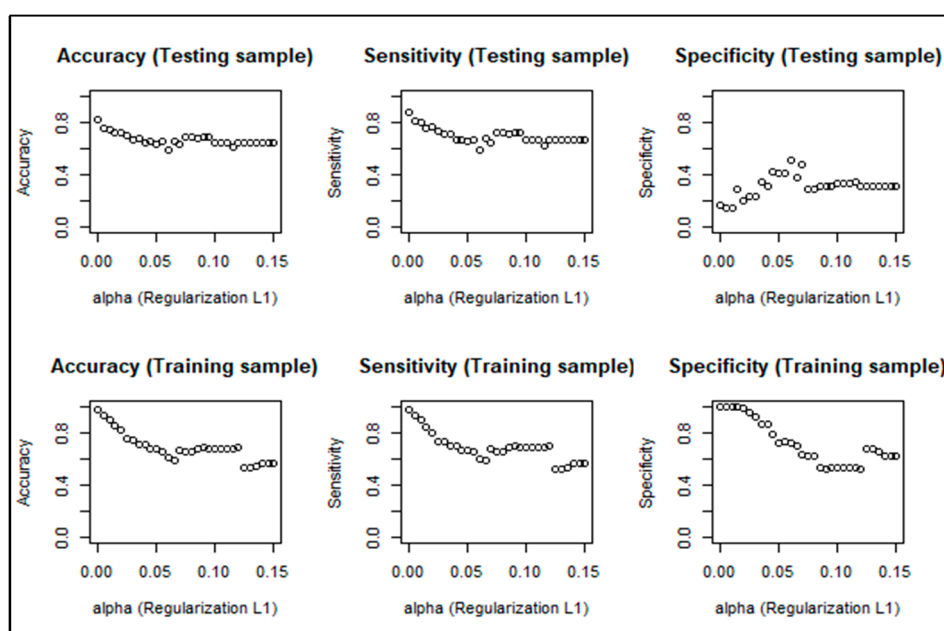 Accuracy (Testing sample)
Accuracy
0.0 0.4 0.8
0.00 0.05 0.10 0.15
alpha (Regularization L1)
Sensitivity (Testing sample)
Sensitivity
0.0 0.4 0.8
0.00 0.05 0.10 0.15
alpha (Regularization L1)
Specificity (Testing sample)
Specificity
0.0 0.4 0.8
0.00 0.05 0.10 0.15
alpha (Regularization L1)
Accuracy (Training sample)
Accuracy
0.0 0.4 0.8
0.00 0.05 0.10 0.15
alpha (Regularization L1)
Sensitivity (Training sample)
Sensitivity
0.0 0.4 0.8
0.00 0.05 0.10 0.15
alpha (Regularization L1)
Specificity (Training sample)
Specificity
0.0 0.4 0.8
0.00 0.05 0.10 0.15
alpha (Regularization L1)